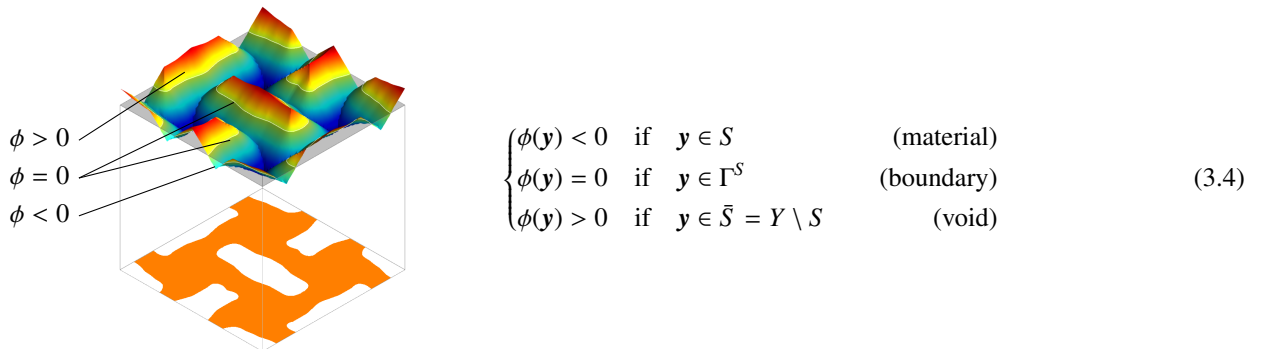 ϕ > 0
ϕ = 0
ϕ < 0
ϕ(y) < 0 if y ∈ S (material)
ϕ(y) = 0 if y ∈ Γ^S (boundary) (3.4)
ϕ(y) > 0 if y ∈ S̄ = Y \ S (void)